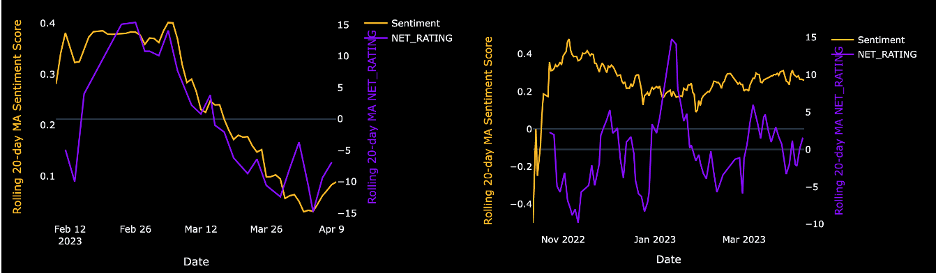 Rolling 20-day MA Sentiment Score
0.4
0.3
0.2
0.1
15
10
5
0
−5
−10
−15
Rolling 20-day MA NET_RATING
Sentiment
NET_RATING
Feb 12
2023
Feb 26
Mar 12
Mar 26
Apr 9
Date
Rolling 20-day MA Sentiment Score
0.4
0.2
0
−0.2
−0.4
15
10
5
0
−5
−10
Rolling 20-day MA NET_RATING
Sentiment
NET_RATING
Nov 2022
Jan 2023
Mar 2023
Date